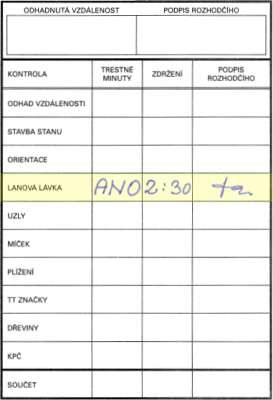 ODHADNUTÁ VZDÁLENOST PODPIS ROZHODČÍHO
KONTROLA TRESTNÉ MINUTY ZDRŽENÍ PODPIS ROZHODČÍHO
ODHAD VZDÁLENOSTI
STAVBA STANU
ORIENTACE
LANOVÁ LÁVKA ANO 2:30
UZLY
MÍČEK
PLÍŽENÍ
TT ZNAČKY
DŘEVINY
KPČ
SOUČET